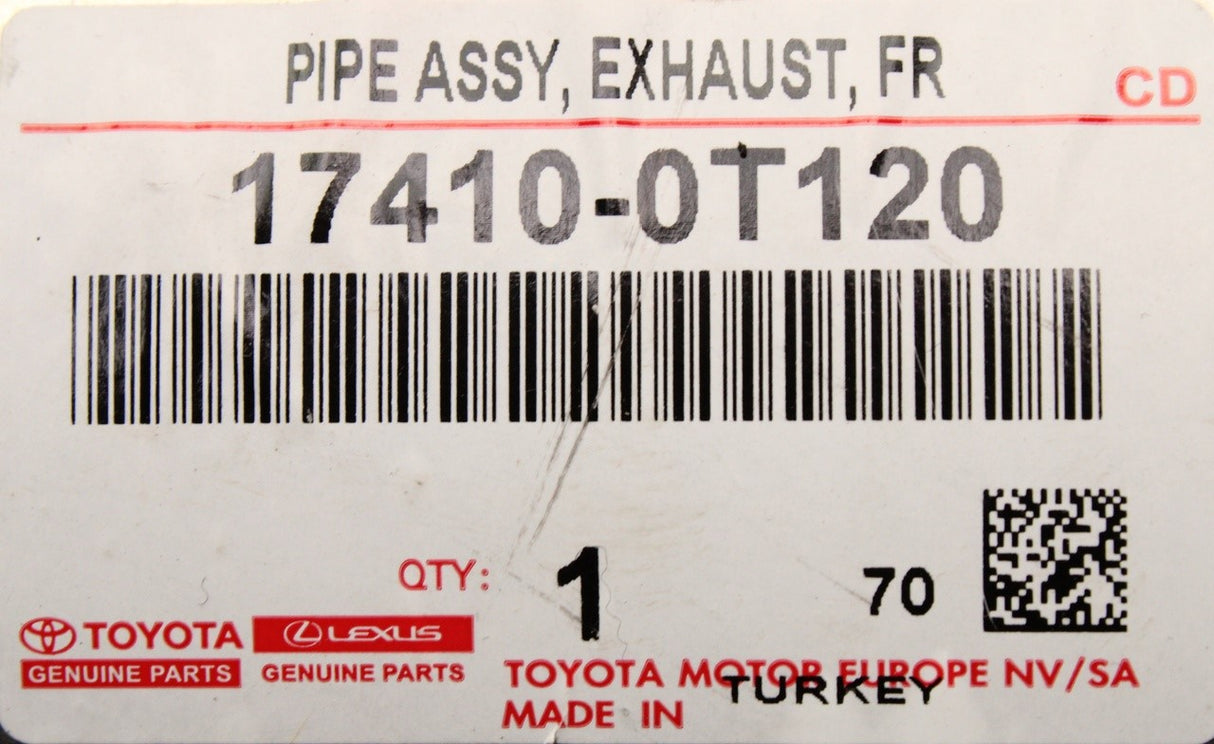 PIPE ASSY, EXHAUST, FR
CD
17410-0T120
QTY: 1
70
TOYOTA
GENUINE PARTS
LEXUS
GENUINE PARTS
TOYOTA MOTOR EUROPE NV/SA
MADE IN TURKEY